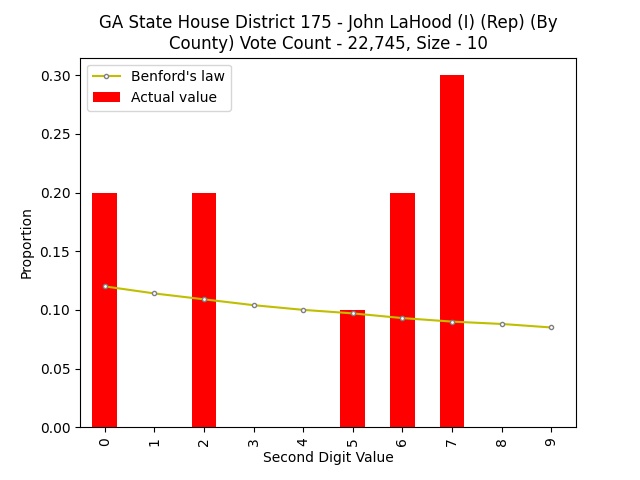 GA State House District 175 - John LaHood (I) (Rep) (By
County) Vote Count - 22,745, Size - 10
Benford's law
Actual value
0.30
0.25
0.20
0.15
0.10
0.05
0.00
Proportion
0 1 2 3 4 5 6 7 8 9
Second Digit Value